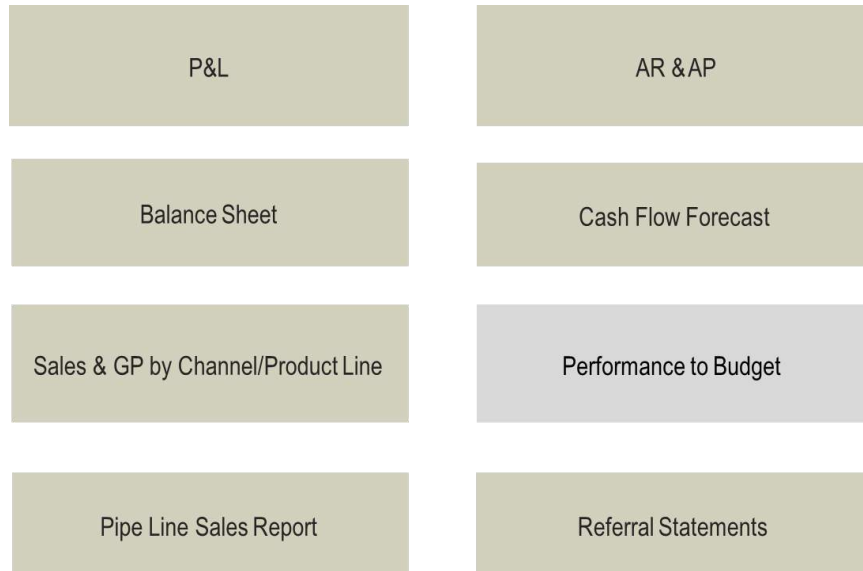 P&L
AR & AP
Balance Sheet
Cash Flow Forecast
Sales & GP by Channel/Product Line
Performance to Budget
Pipe Line Sales Report
Referral Statements